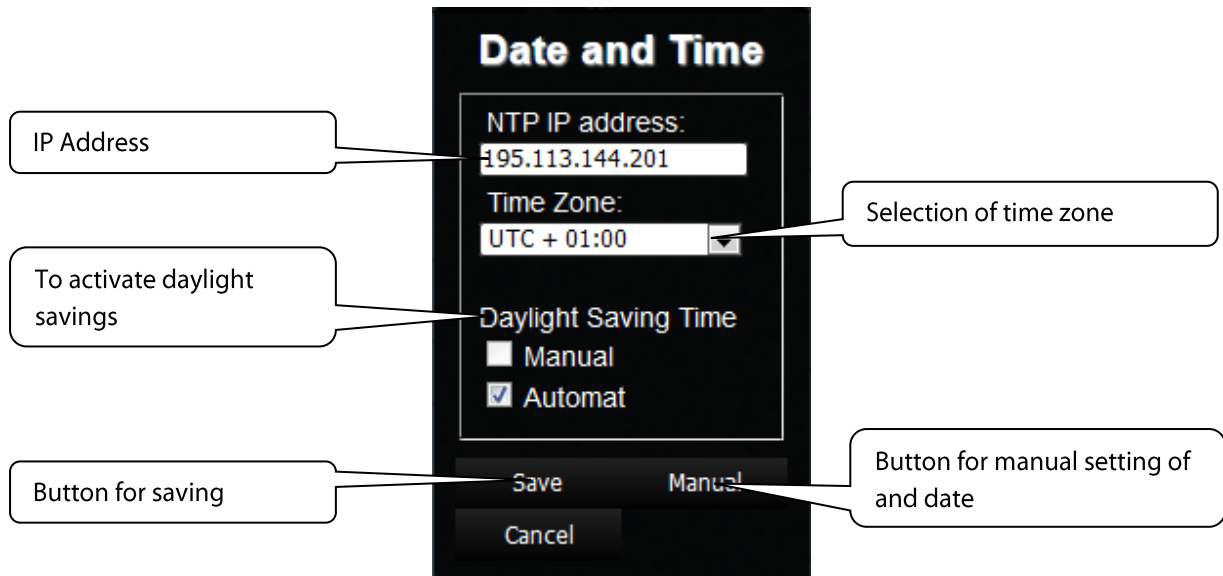 Date and Time
IP Address
NTP IP address:
195.113.144.201
Time Zone:
UTC + 01:00
Selection of time zone
To activate daylight
savings
Daylight Saving Time
Manual
Automat
Button for saving
Save
Manual
Button for manual setting of
and date
Cancel